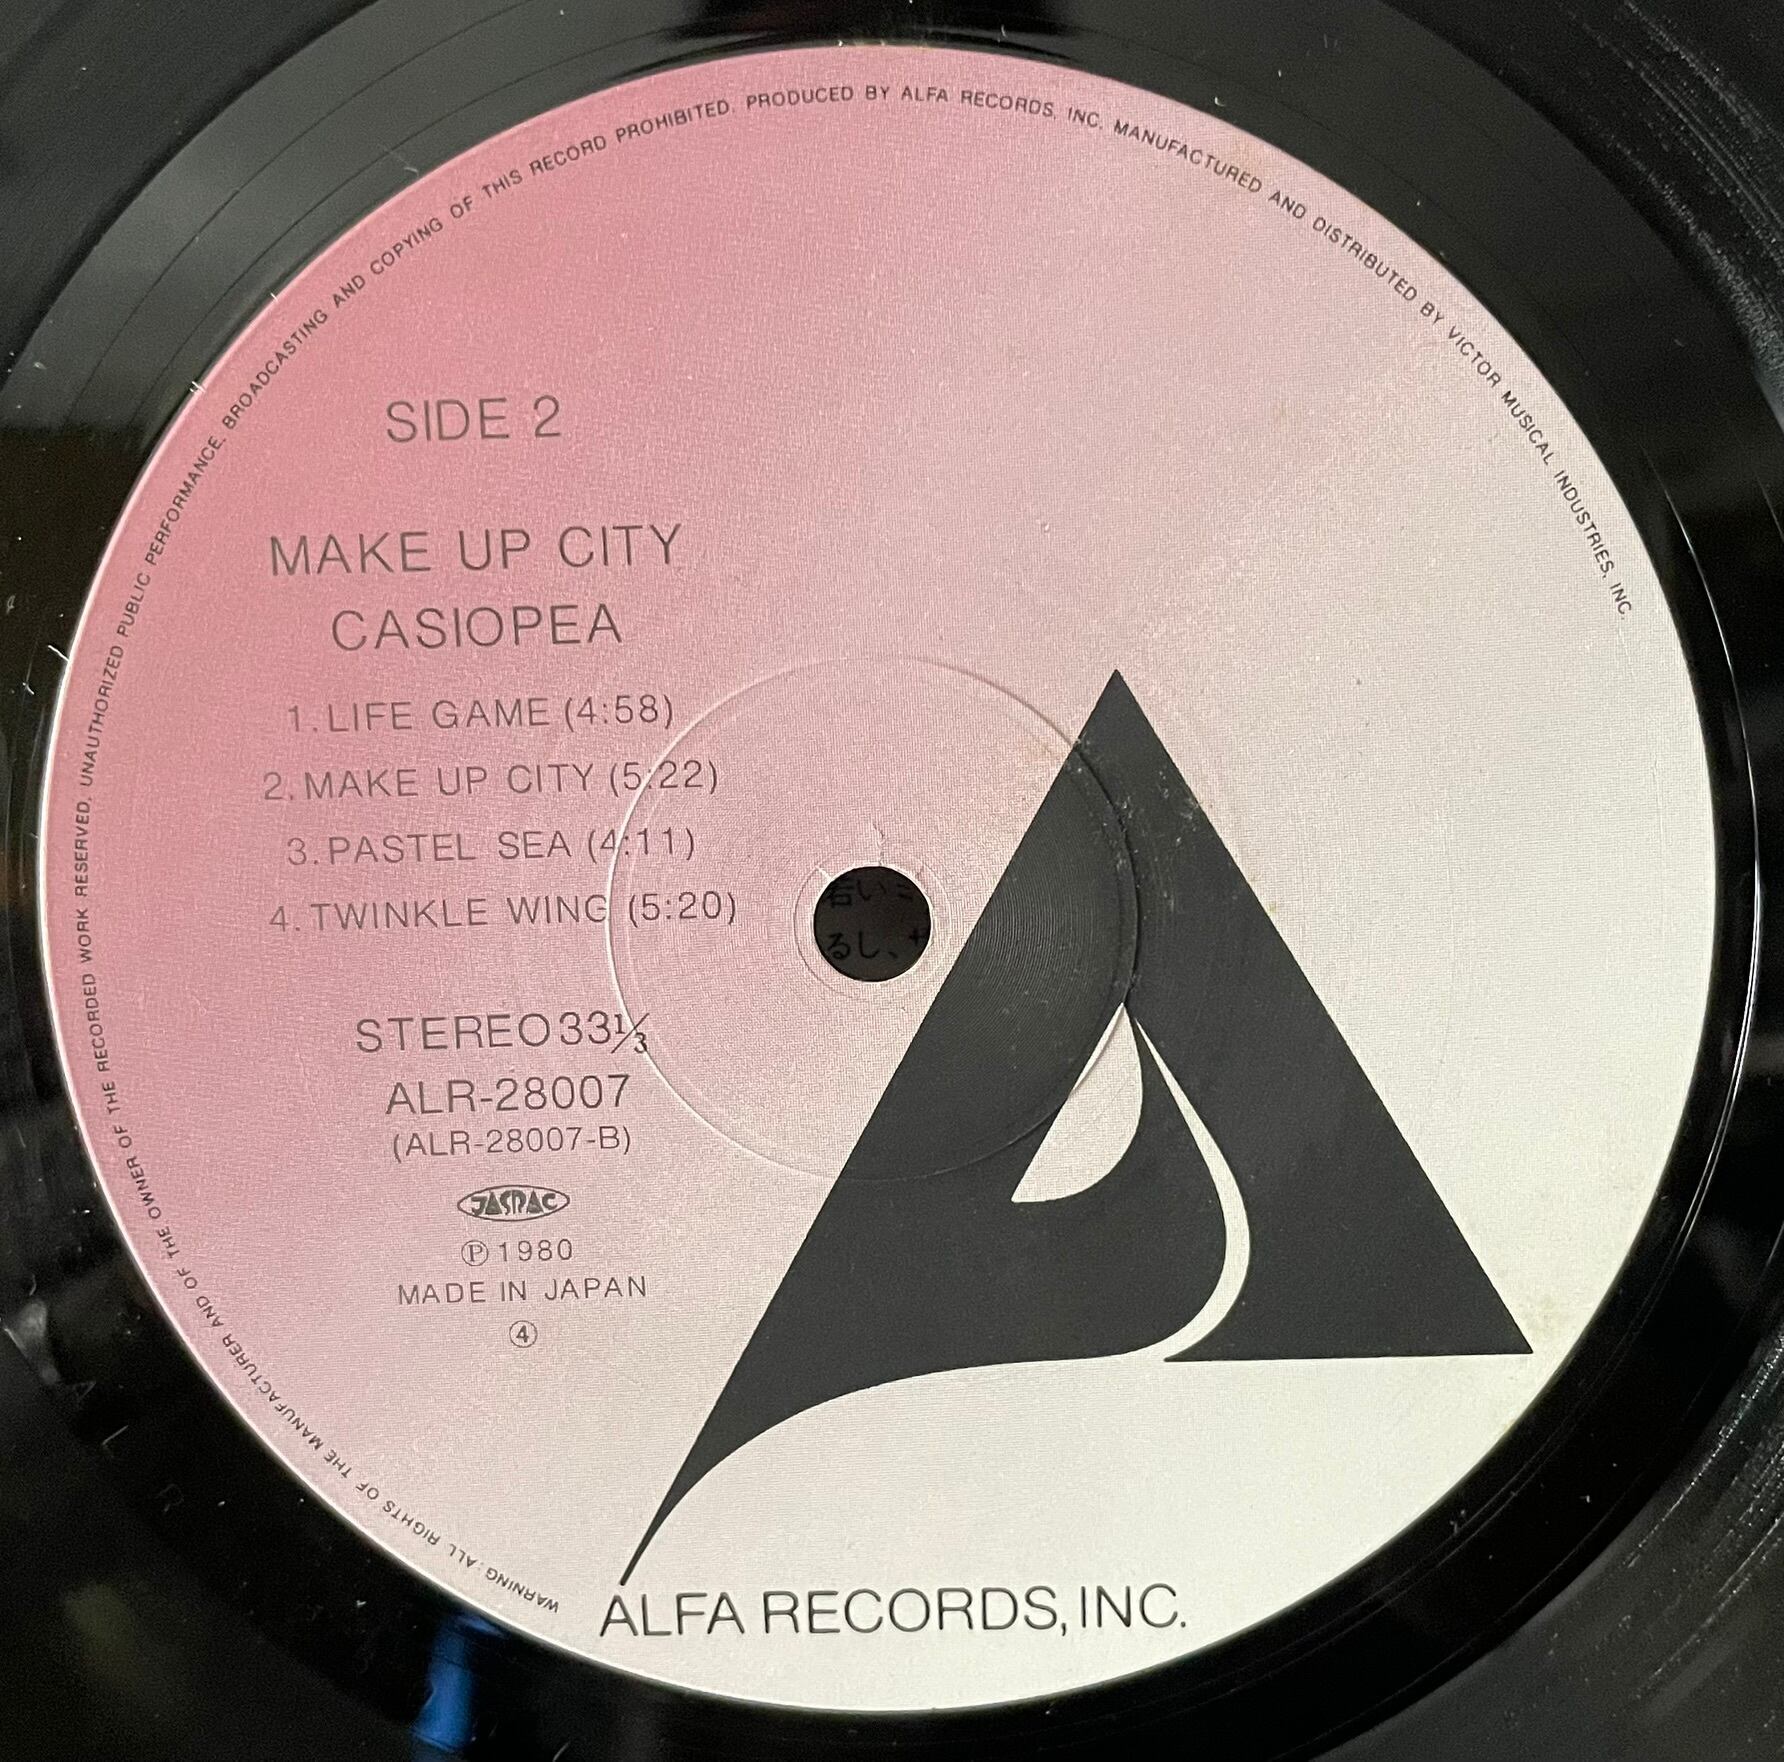 WARNING: ALL RIGHTS OF THE MANUFACTURER AND OF THE OWNER OF THE RECORDED WORK RESERVED. UNAUTHORIZED PUBLIC PERFORMANCE, BROADCASTING AND COPYING OF THIS RECORD PROHIBITED. PRODUCED BY ALFA RECORDS, INC. MANUFACTURED AND DISTRIBUTED BY VICTOR MUSICAL INDUSTRIES, INC.
SIDE 2
MAKE UP CITY
CASIOPEA
1. LIFE GAME (4:58)
2. MAKE UP CITY (5:22)
3. PASTEL SEA (4:11)
4. TWINKLE WING (5:20)
若い
るし、
STEREO 33⅓
ALR-28007
(ALR-28007-B)
JASRAC
Ⓟ 1980
MADE IN JAPAN
④
ALFA RECORDS, INC.